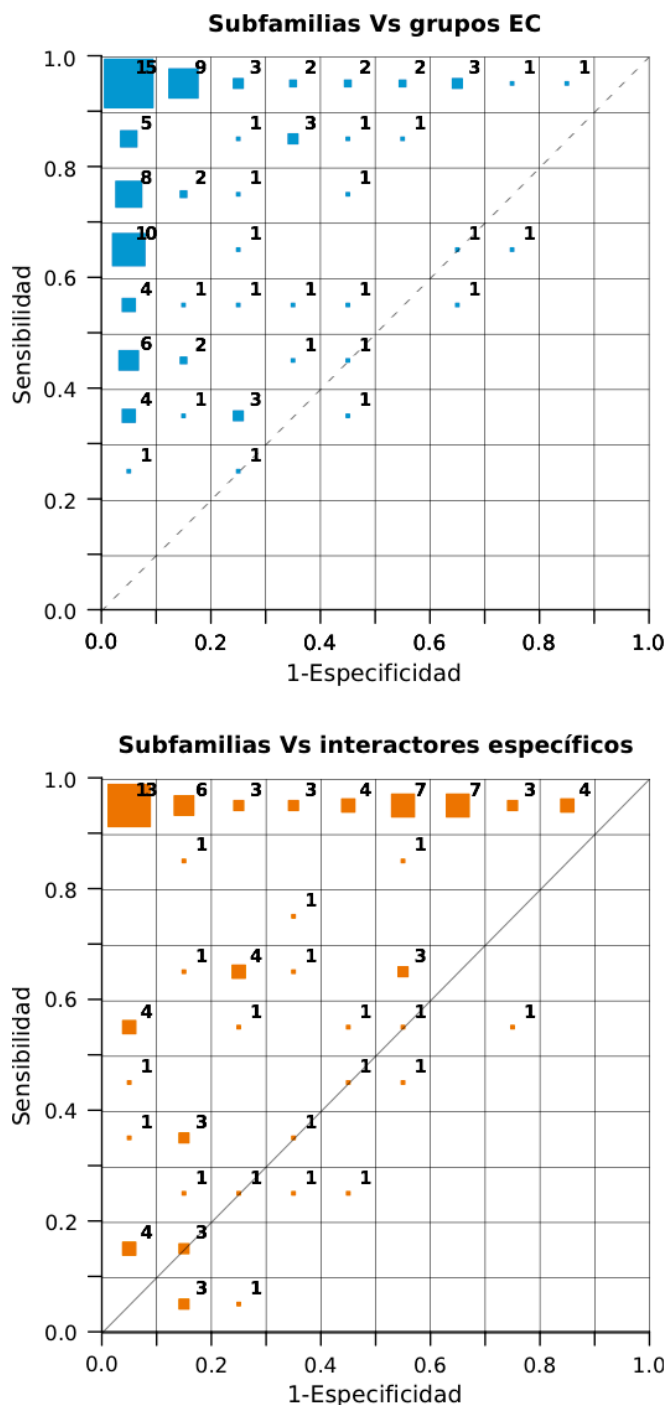 Subfamilias Vs grupos EC
1.0 15 9 3 2 2 2 3 1 1
5 1 3 1 1
0.8
8 2 1 1
10 1 1 1
0.6
4 1 1 1 1 1
6 2 1 1
0.4
4 1 3 1
1 1
0.2
0.0
Sensibilidad
0.0 0.2 0.4 0.6 0.8 1.0
1-Especificidad
Subfamilias Vs interactores específicos
1.0 13 6 3 3 4 7 7 3 4
1 1
0.8
1
1 4 1 3
0.6
4 1 1 1 1
1 1 1
0.4
1 3 1
1 1 1 1
0.2
4 3
3 1
0.0
Sensibilidad
0.0 0.2 0.4 0.6 0.8 1.0
1-Especificidad